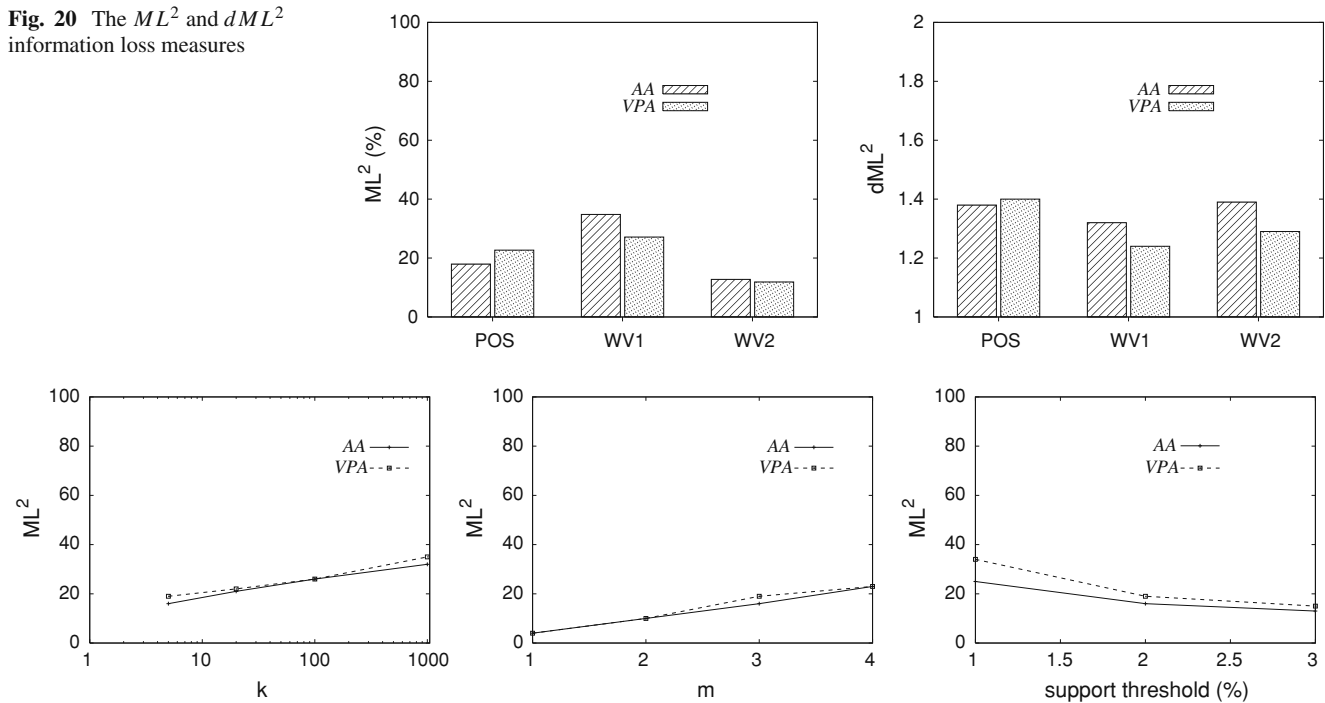 Fig. 20 The ML² and dML²
information loss measures
100
80
60
40
20
0
ML² (%)
AA
VPA
POS WV1 WV2
2
1.8
1.6
1.4
1.2
1
dML²
AA
VPA
POS WV1 WV2
100
80
60
40
20
0
ML²
AA
VPA
1 10 100 1000
k
100
80
60
40
20
0
ML²
AA
VPA
1 2 3 4
m
100
80
60
40
20
0
ML²
AA
VPA
1 1.5 2 2.5 3
support threshold (%)